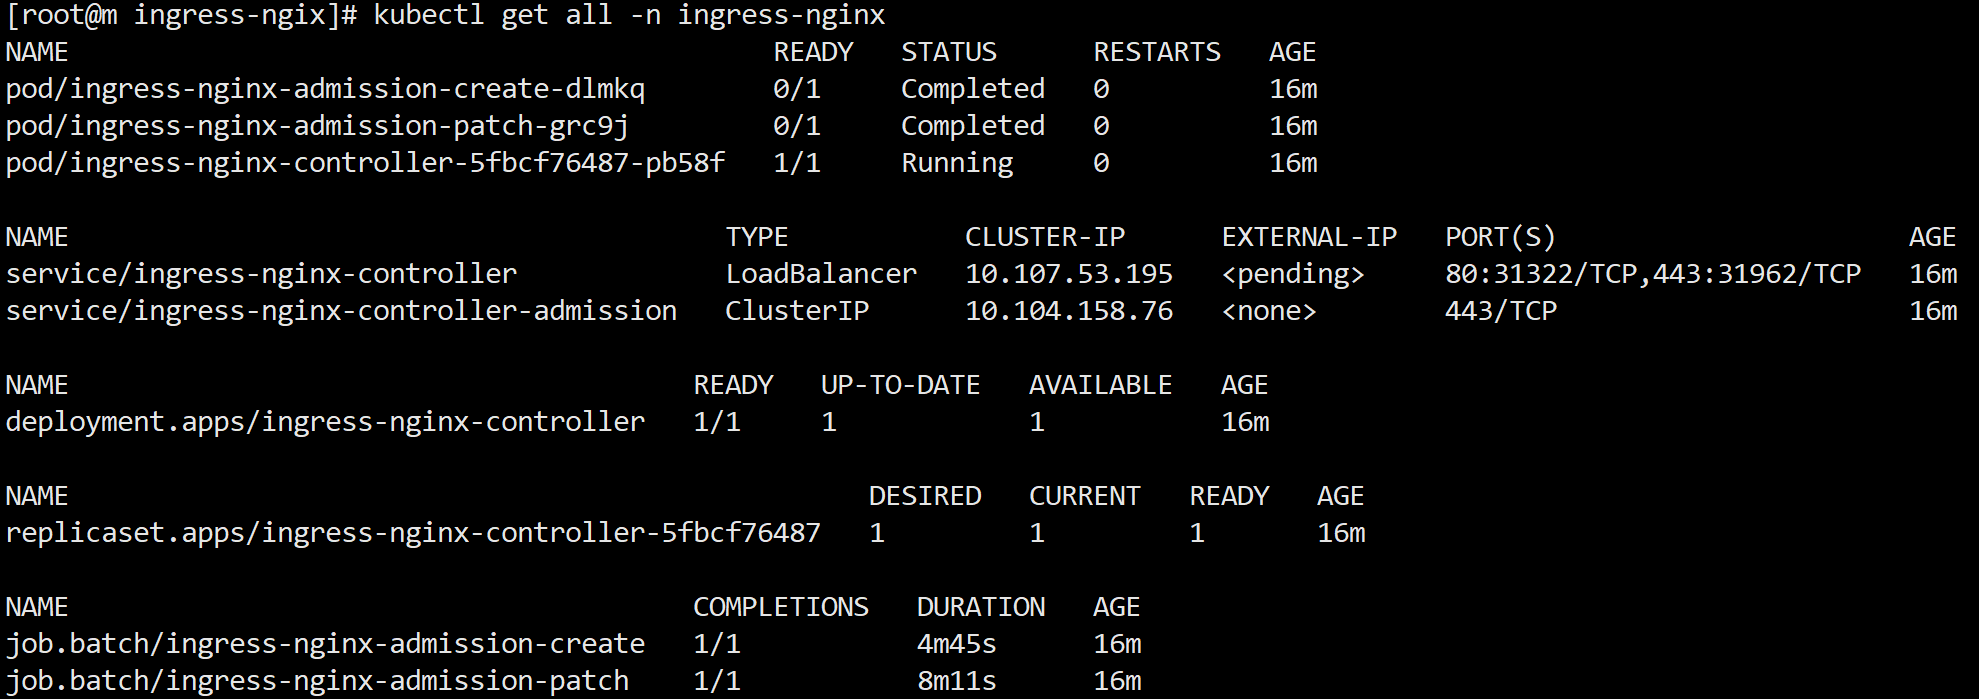 [root@m ingress-ngix]# kubectl get all -n ingress-nginx
NAME                                            READY   STATUS      RESTARTS   AGE
pod/ingress-nginx-admission-create-dlmkq        0/1     Completed   0          16m
pod/ingress-nginx-admission-patch-grc9j         0/1     Completed   0          16m
pod/ingress-nginx-controller-5fbcf76487-pb58f   1/1     Running     0          16m

NAME                                         TYPE           CLUSTER-IP      EXTERNAL-IP   PORT(S)                      AGE
service/ingress-nginx-controller             LoadBalancer   10.107.53.195   <pending>     80:31322/TCP,443:31962/TCP   16m
service/ingress-nginx-controller-admission   ClusterIP      10.104.158.76   <none>        443/TCP                      16m

NAME                                       READY   UP-TO-DATE   AVAILABLE   AGE
deployment.apps/ingress-nginx-controller   1/1     1            1           16m

NAME                                                  DESIRED   CURRENT   READY   AGE
replicaset.apps/ingress-nginx-controller-5fbcf76487   1         1         1       16m

NAME                                       COMPLETIONS   DURATION   AGE
job.batch/ingress-nginx-admission-create   1/1           4m45s      16m
job.batch/ingress-nginx-admission-patch    1/1           8m11s      16m